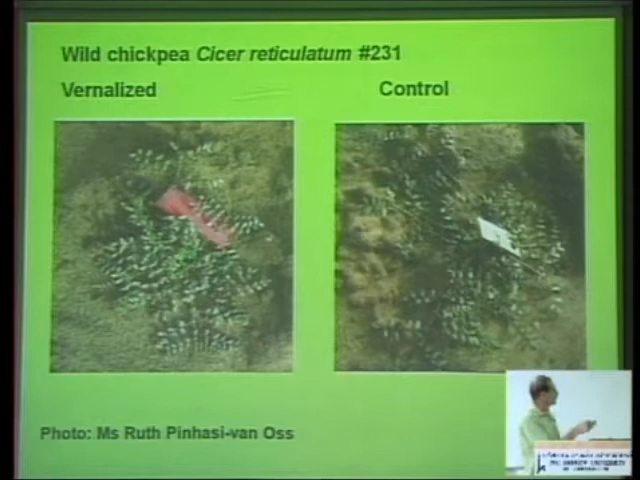 Wild chickpea Cicer reticulatum #231
Vernalized
Control
Photo: Ms Ruth Pinhasi-van Oss